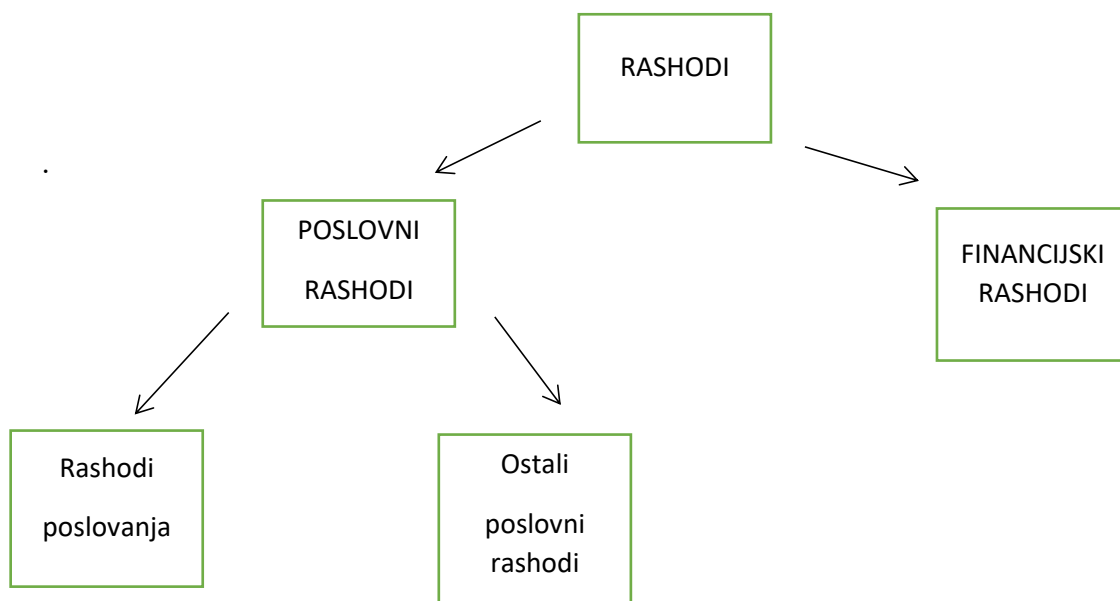 RASHODI
.
POSLOVNI
RASHODI
FINANCIJSKI
RASHODI
Rashodi
poslovanja
Ostali
poslovni
rashodi